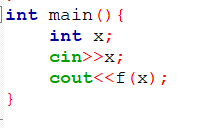 int main(){
    int x;
    cin>>x;
    cout<<f(x);
}